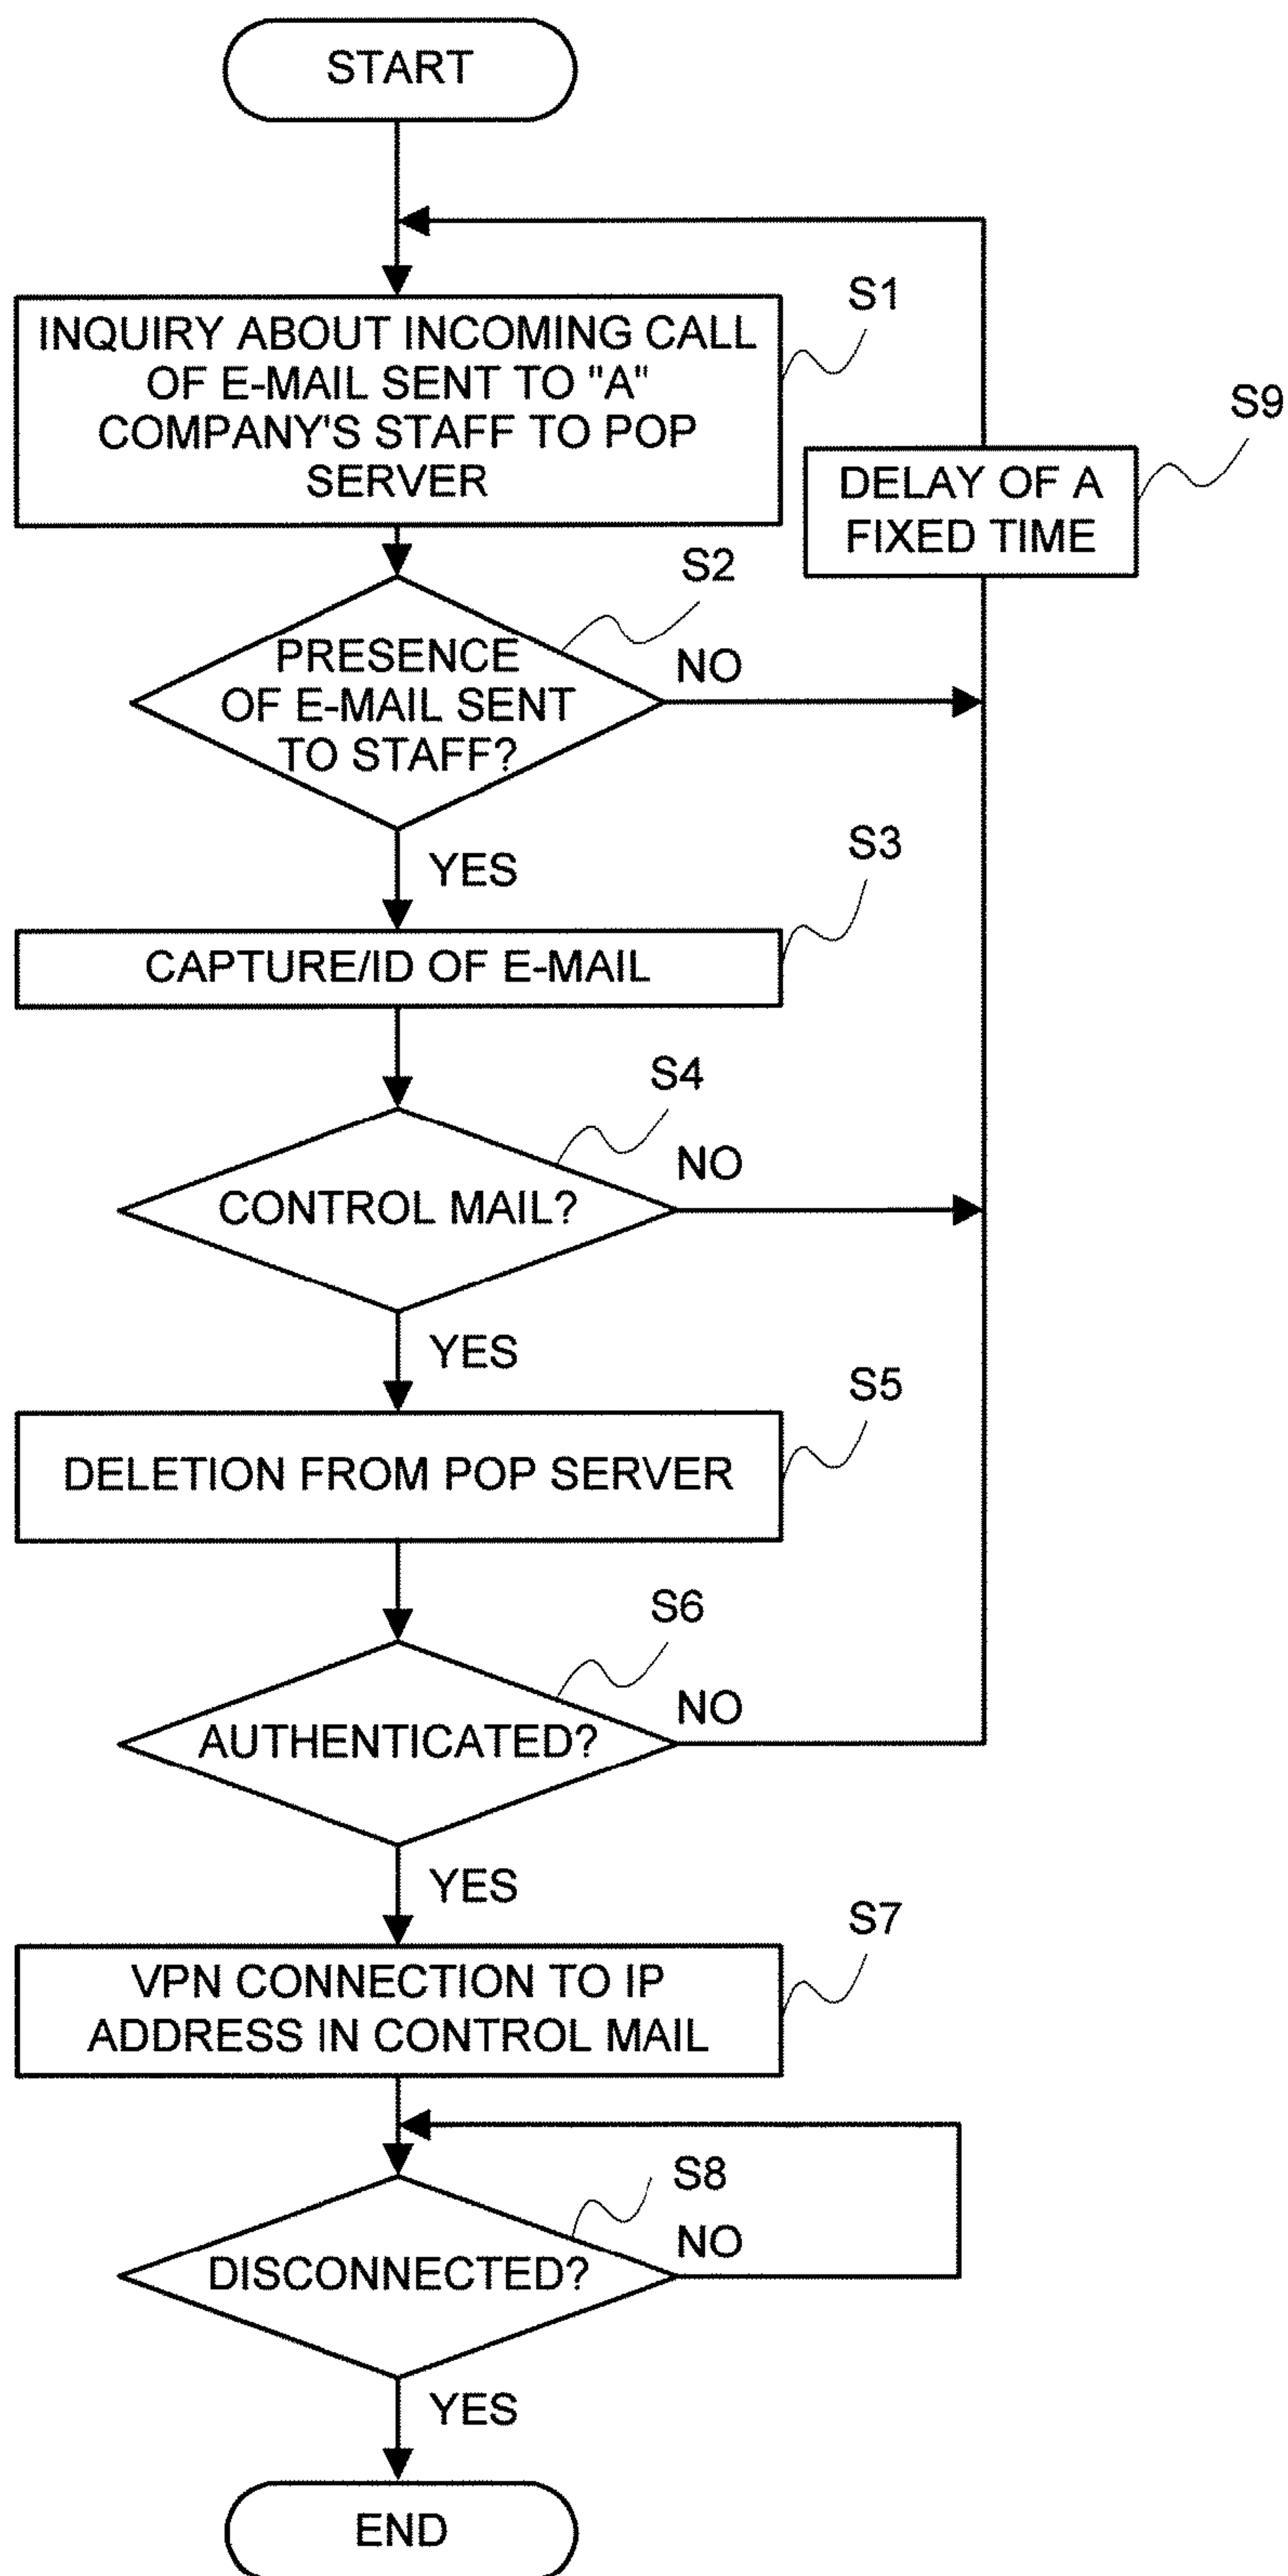 START
INQUIRY ABOUT INCOMING CALL
OF E-MAIL SENT TO "A"
COMPANY'S STAFF TO POP
SERVER
S1
DELAY OF A
FIXED TIME
S9
PRESENCE
OF E-MAIL SENT
TO STAFF?
S2
NO
YES
CAPTURE/ID OF E-MAIL
S3
CONTROL MAIL?
S4
NO
YES
DELETION FROM POP SERVER
S5
AUTHENTICATED?
S6
NO
YES
VPN CONNECTION TO IP
ADDRESS IN CONTROL MAIL
S7
DISCONNECTED?
S8
NO
YES
END